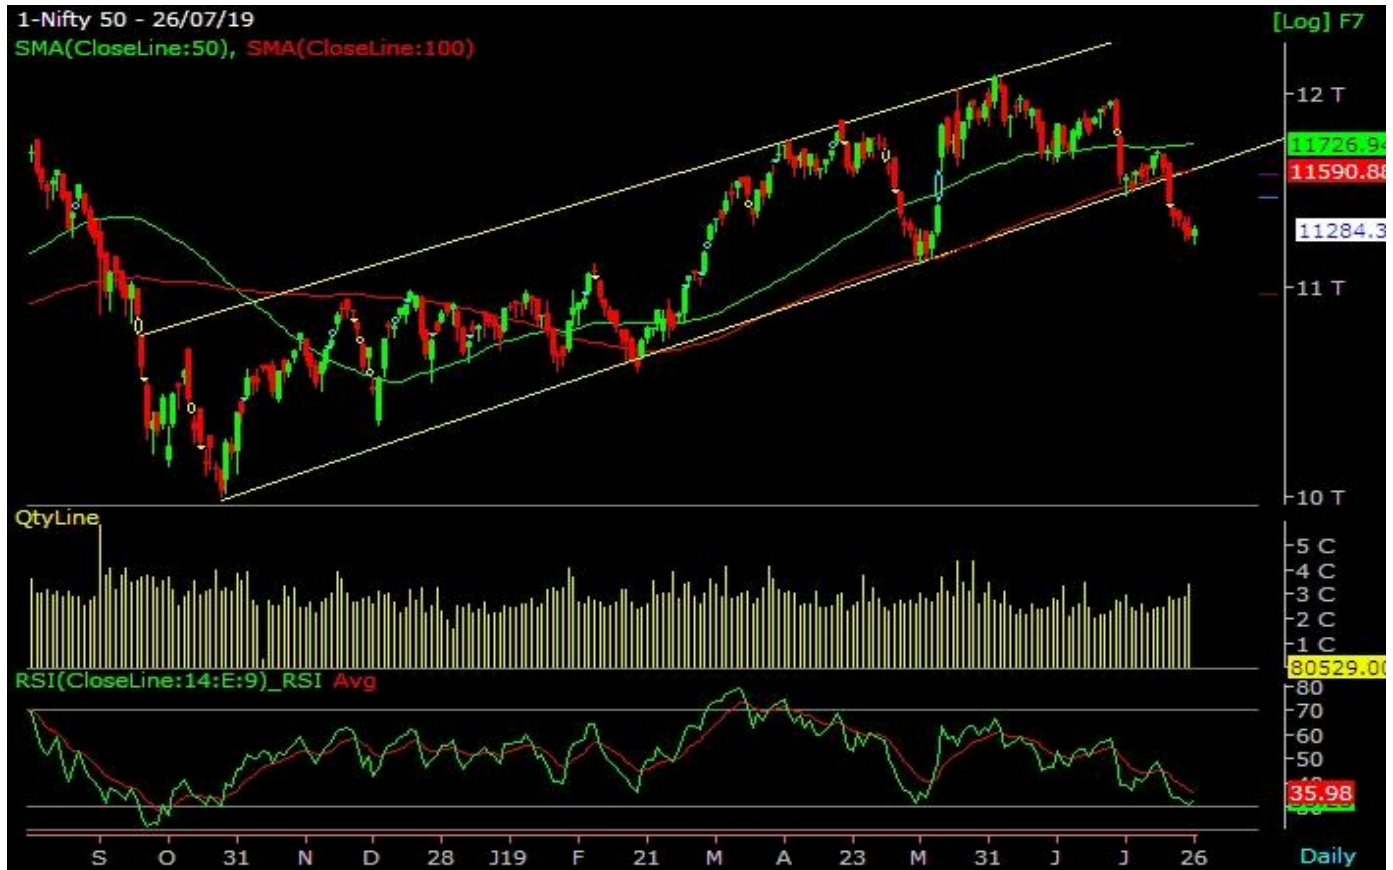 1-Nifty 50 - 26/07/19
[Log] F7
SMA(CloseLine:50), SMA(CloseLine:100)
12 T
11726.94
11590.88
11284.3
11 T
10 T
QtyLine
5 C
4 C
3 C
2 C
1 C
80529.00
RSI(CloseLine:14:E:9)_RSI Avg
80
70
60
50
35.98
S O 31 N D 28 J19 F 21 M A 23 M 31 J J 26
Daily